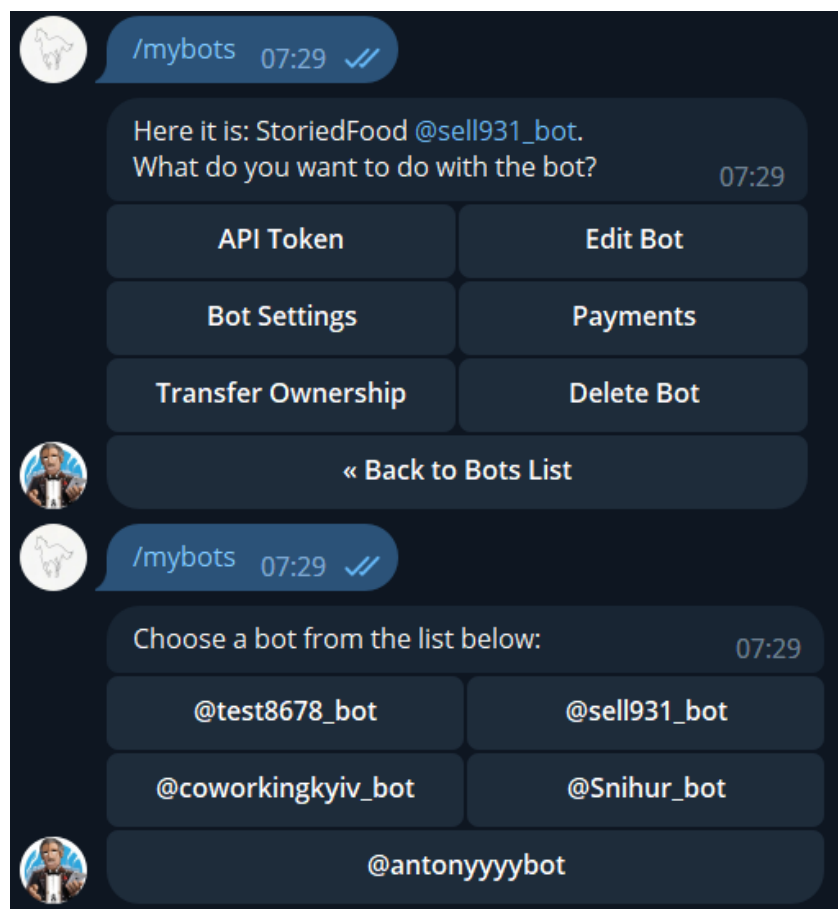 /mybots 07:29
Here it is: StoriedFood @sell931_bot.
What do you want to do with the bot? 07:29
API Token Edit Bot
Bot Settings Payments
Transfer Ownership Delete Bot
« Back to Bots List
/mybots 07:29
Choose a bot from the list below: 07:29
@test8678_bot @sell931_bot
@coworkingkyiv_bot @Snihur_bot
@antonyyyybot